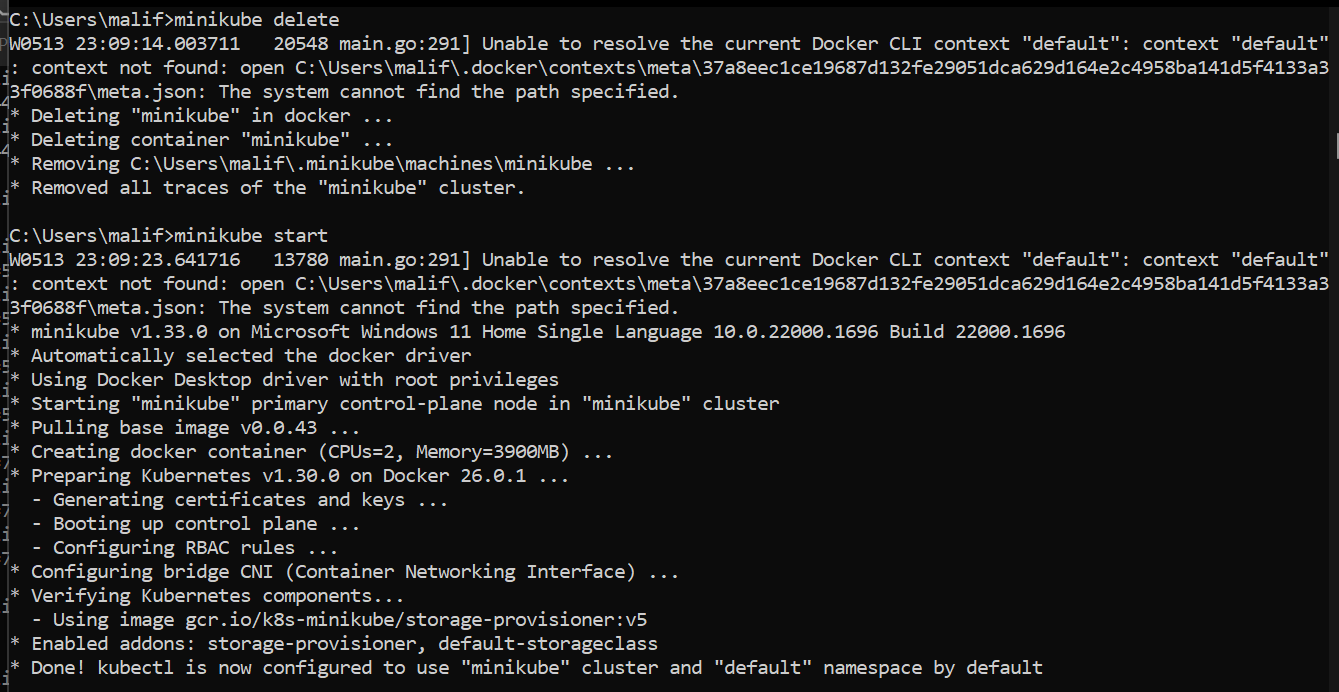 C:\Users\malif>minikube delete
W0513 23:09:14.003711   20548 main.go:291] Unable to resolve the current Docker CLI context "default": context "default"
: context not found: open C:\Users\malif\.docker\contexts\meta\37a8eec1ce19687d132fe29051dca629d164e2c4958ba141d5f4133a3
3f0688f\meta.json: The system cannot find the path specified.
* Deleting "minikube" in docker ...
* Deleting container "minikube" ...
* Removing C:\Users\malif\.minikube\machines\minikube ...
* Removed all traces of the "minikube" cluster.
C:\Users\malif>minikube start
W0513 23:09:23.641716   13780 main.go:291] Unable to resolve the current Docker CLI context "default": context "default"
: context not found: open C:\Users\malif\.docker\contexts\meta\37a8eec1ce19687d132fe29051dca629d164e2c4958ba141d5f4133a3
3f0688f\meta.json: The system cannot find the path specified.
* minikube v1.33.0 on Microsoft Windows 11 Home Single Language 10.0.22000.1696 Build 22000.1696
* Automatically selected the docker driver
* Using Docker Desktop driver with root privileges
* Starting "minikube" primary control-plane node in "minikube" cluster
* Pulling base image v0.0.43 ...
* Creating docker container (CPUs=2, Memory=3900MB) ...
* Preparing Kubernetes v1.30.0 on Docker 26.0.1 ...
  - Generating certificates and keys ...
  - Booting up control plane ...
  - Configuring RBAC rules ...
* Configuring bridge CNI (Container Networking Interface) ...
* Verifying Kubernetes components...
  - Using image gcr.io/k8s-minikube/storage-provisioner:v5
* Enabled addons: storage-provisioner, default-storageclass
* Done! kubectl is now configured to use "minikube" cluster and "default" namespace by default